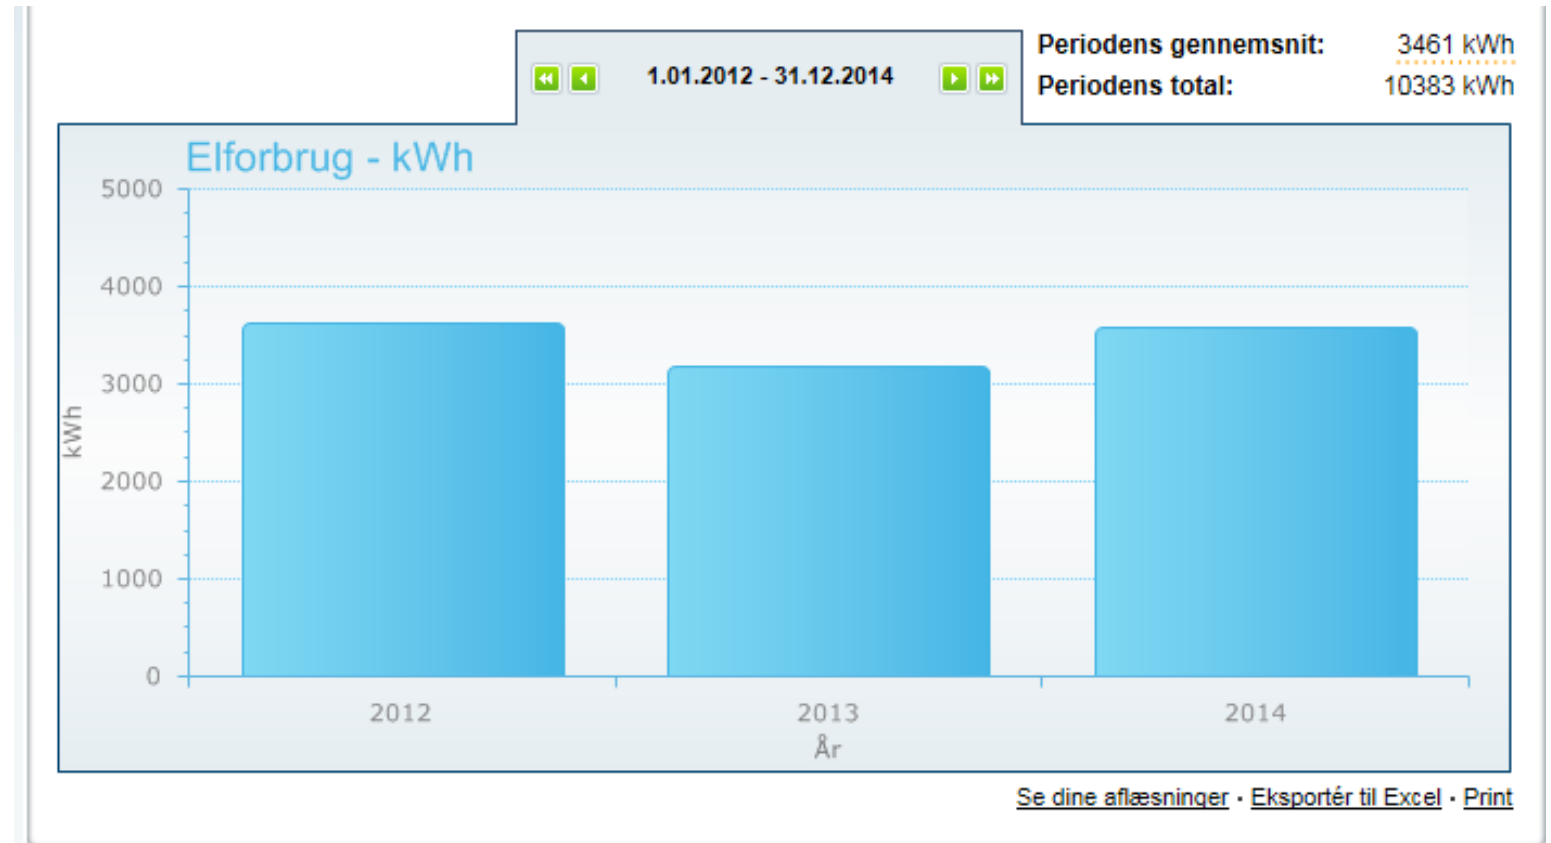 1.01.2012 - 31.12.2014
Periodens gennemsnit: 3461 kWh
Periodens total: 10383 kWh
Elforbrug - kWh
5000
4000
3000
2000
1000
0
kWh
2012 2013 2014
År
Se dine aflæsninger · Eksportér til Excel · Print